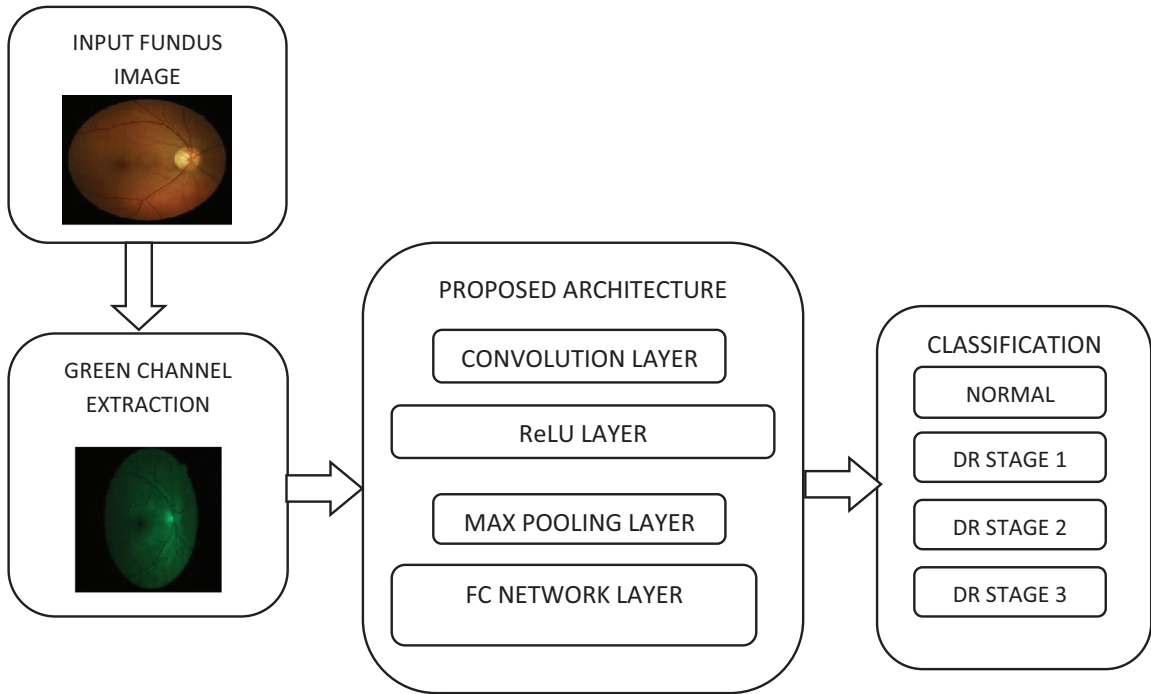 INPUT FUNDUS
IMAGE
GREEN CHANNEL
EXTRACTION
PROPOSED ARCHITECTURE
CONVOLUTION LAYER
ReLU LAYER
MAX POOLING LAYER
FC NETWORK LAYER
CLASSIFICATION
NORMAL
DR STAGE 1
DR STAGE 2
DR STAGE 3